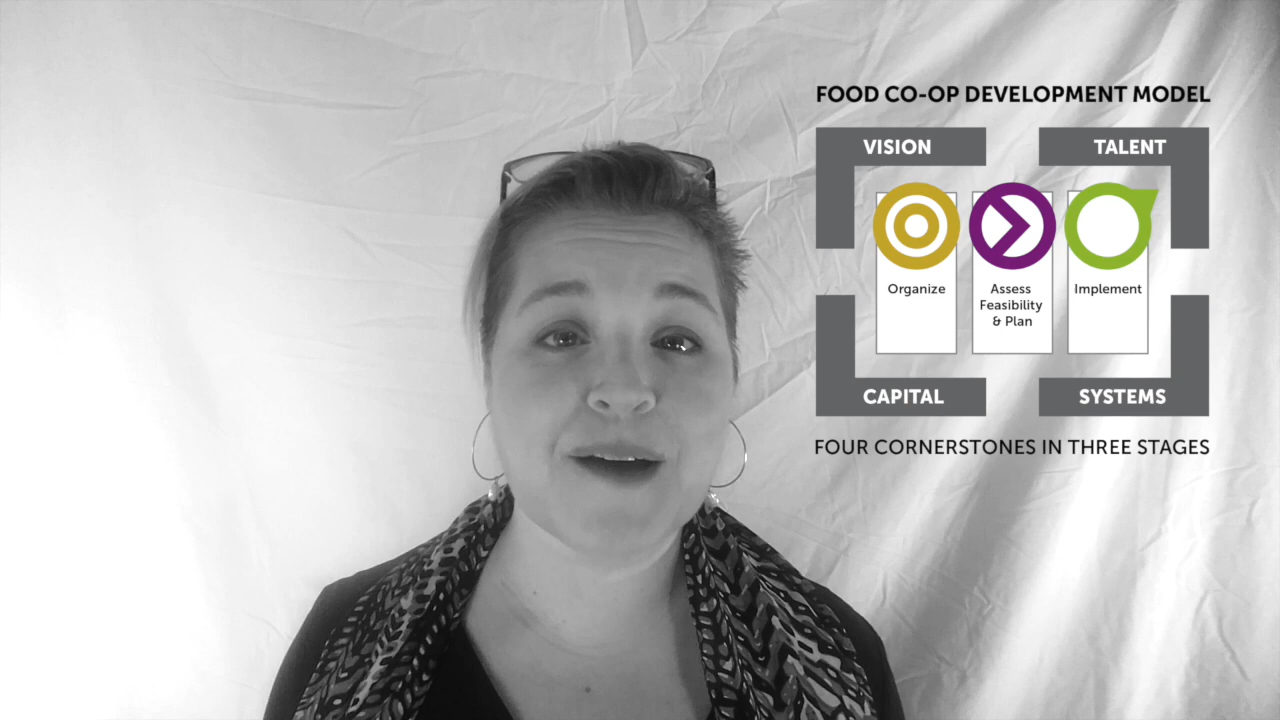 FOOD CO-OP DEVELOPMENT MODEL
VISION
TALENT
Organize
Assess
Feasibility
& Plan
Implement
CAPITAL
SYSTEMS
FOUR CORNERSTONES IN THREE STAGES